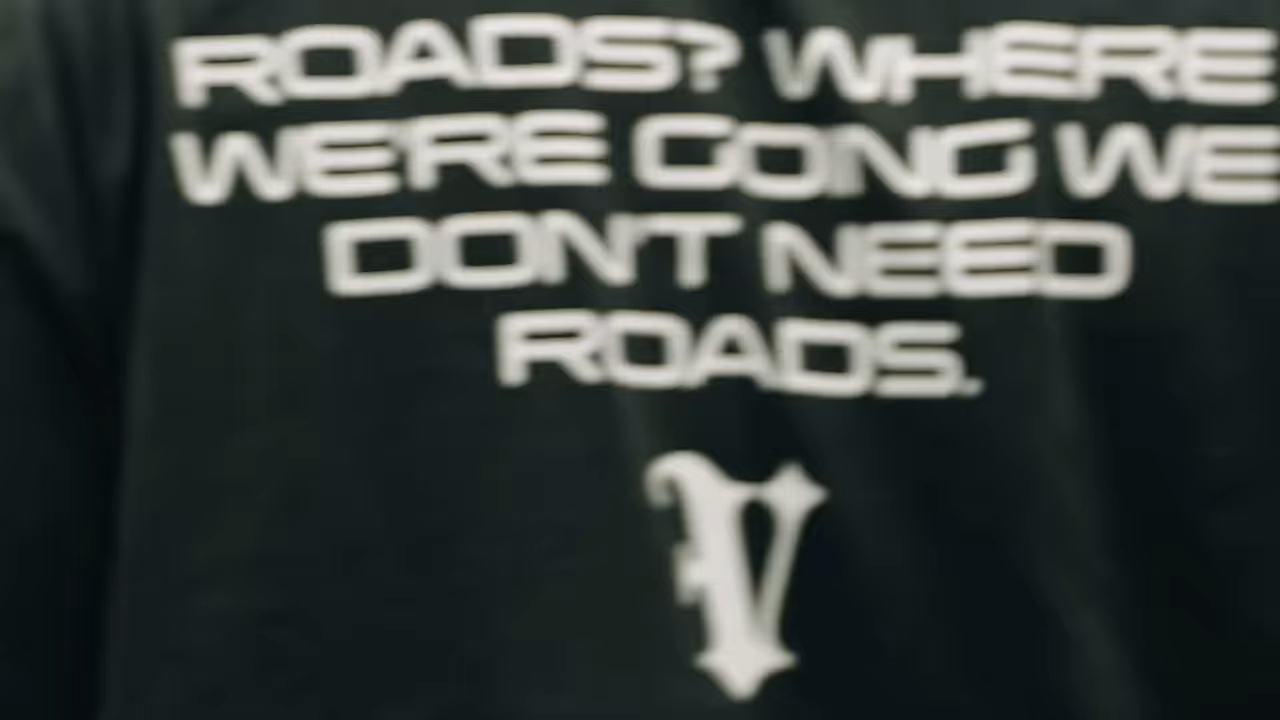 ROADS? WHERE
WE'RE GOING WE
DON'T NEED
ROADS.
V